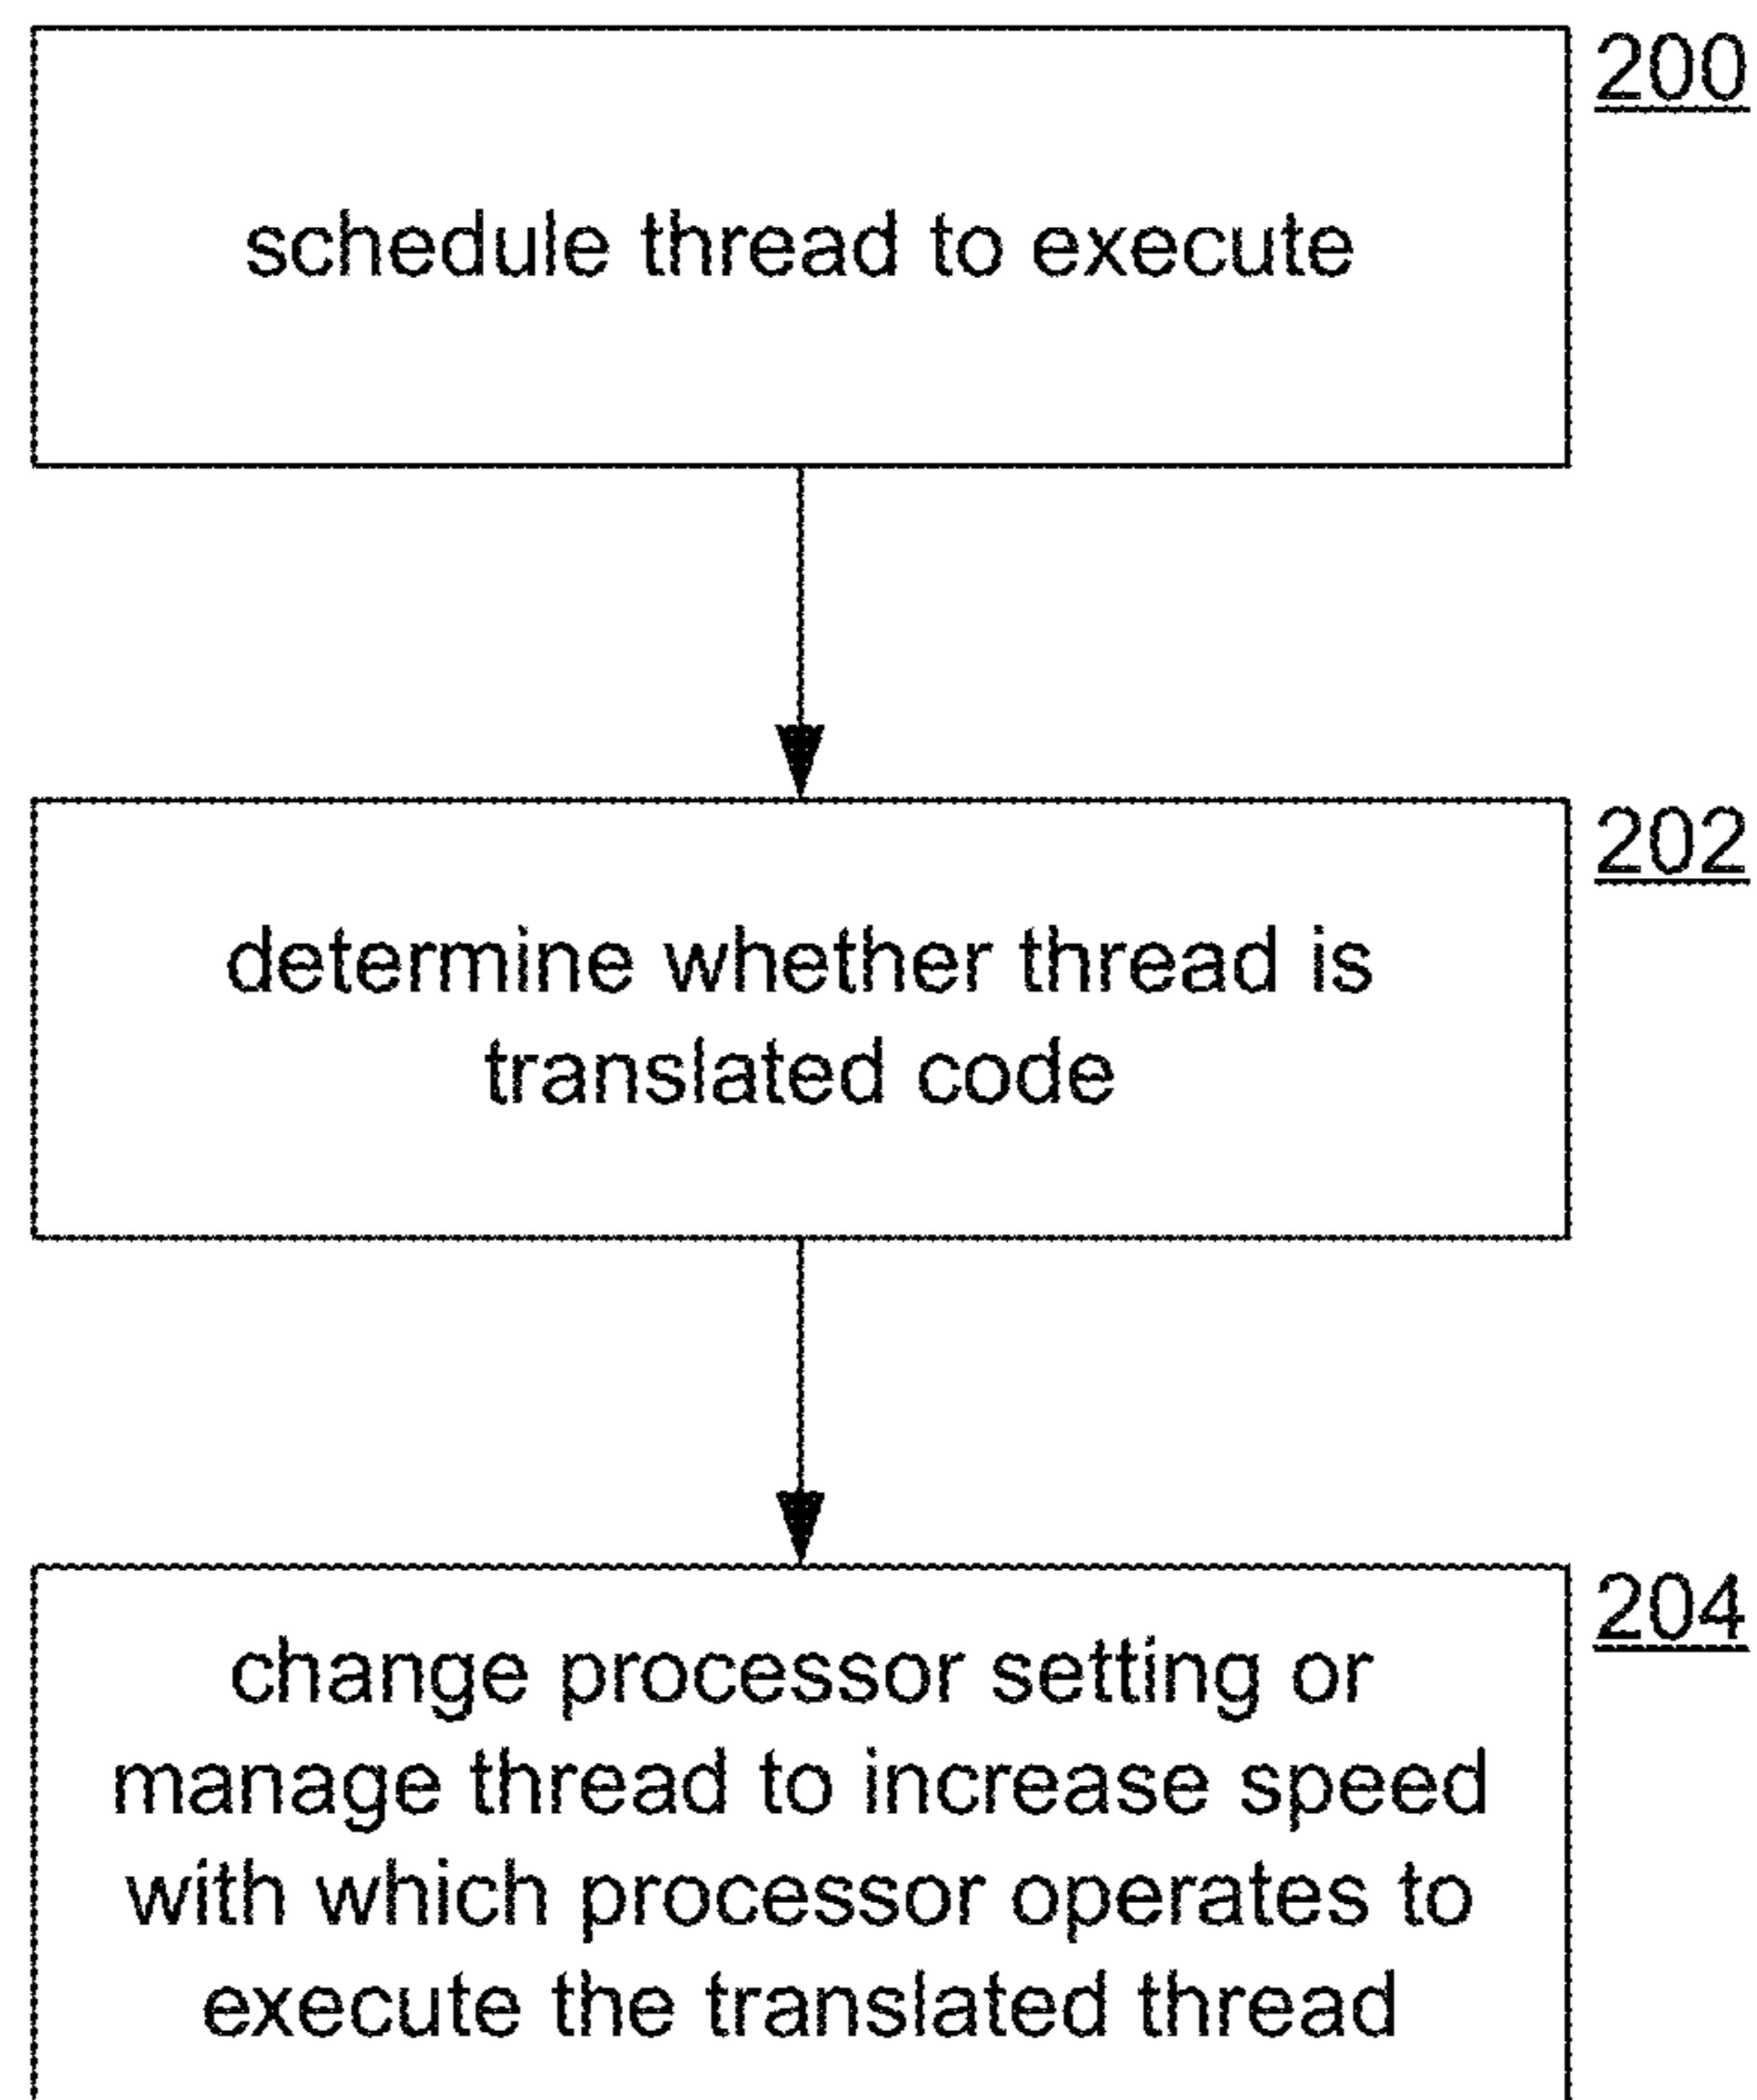 200
schedule thread to execute
202
determine whether thread is
translated code
204
change processor setting or
manage thread to increase speed
with which processor operates to
execute the translated thread